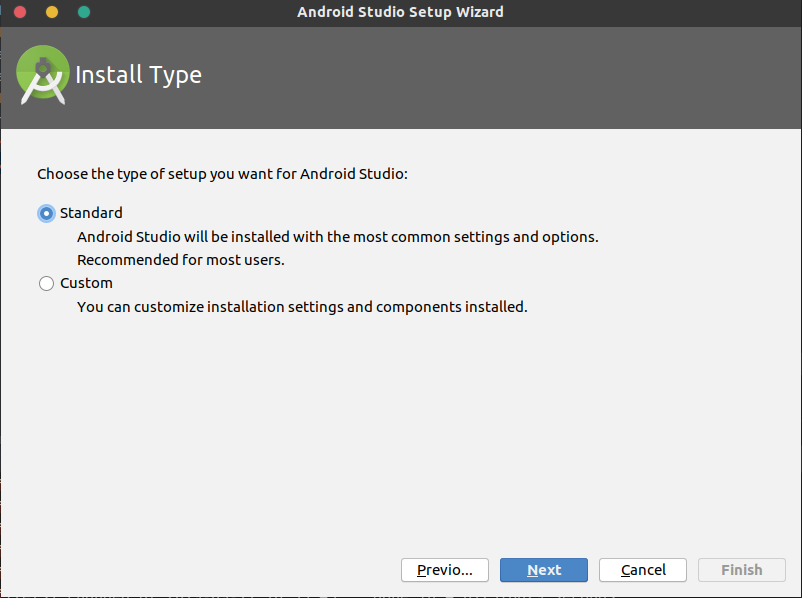 Android Studio Setup Wizard
Install Type
Choose the type of setup you want for Android Studio:
Standard
Android Studio will be installed with the most common settings and options.
Recommended for most users.
Custom
You can customize installation settings and components installed.
Previo... Next Cancel Finish